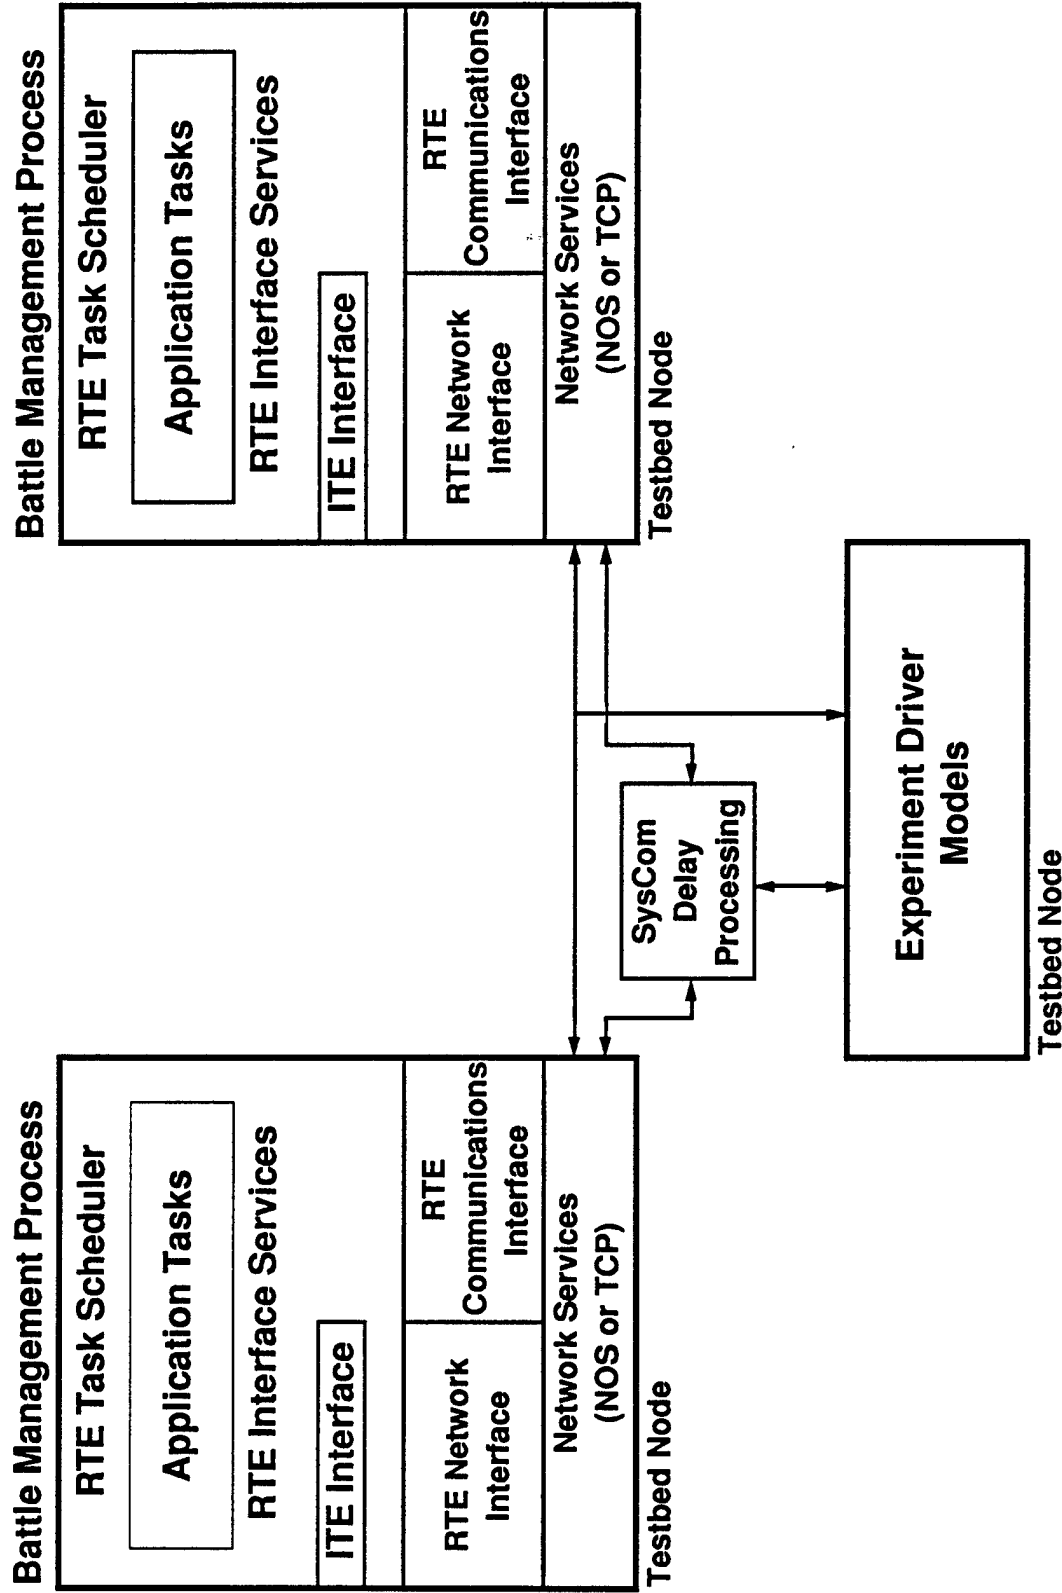 Battle Management Process
RTE Task Scheduler
Application Tasks
RTE Interface Services
ITE Interface
RTE Network
Interface
RTE
Communications
Interface
Network Services
(NOS or TCP)
Testbed Node
Battle Management Process
RTE Task Scheduler
Application Tasks
RTE Interface Services
ITE Interface
RTE Network
Interface
RTE
Communications
Interface
Network Services
(NOS or TCP)
Testbed Node
SysCom
Delay
Processing
Experiment Driver
Models
Testbed Node